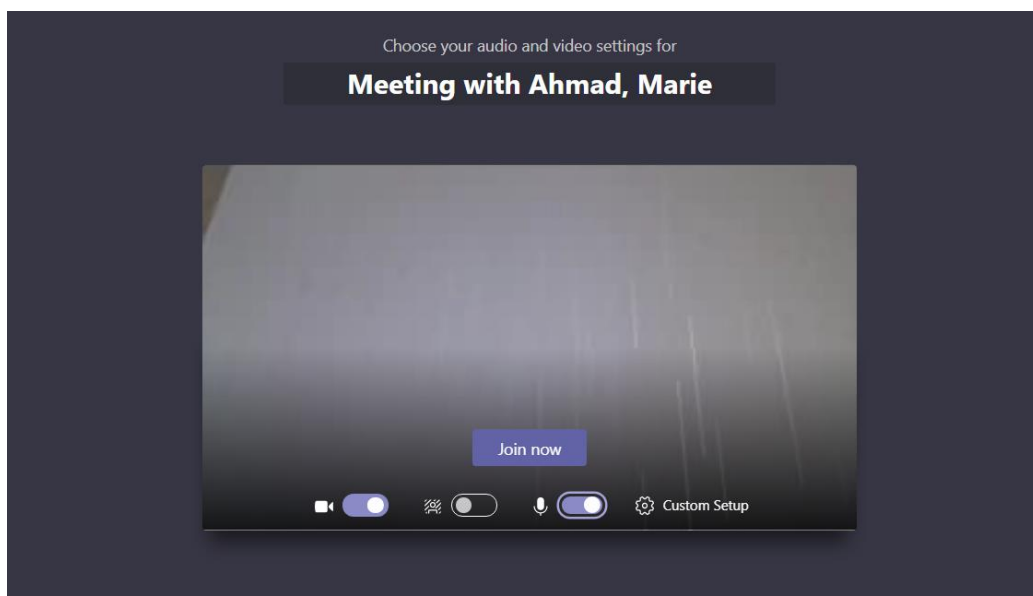 Choose your audio and video settings for
Meeting with Ahmad, Marie
Join now
Custom Setup